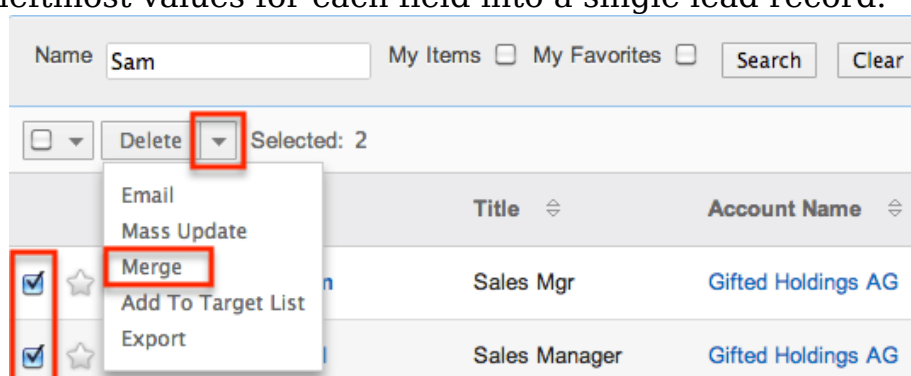 leftmost values for each field into a single lead record.
Name Sam My Items My Favorites Search Clear
Delete Selected: 2
Email
Mass Update
Merge
Add To Target List
Export
Title Account Name
n Sales Mgr Gifted Holdings AG
l Sales Manager Gifted Holdings AG